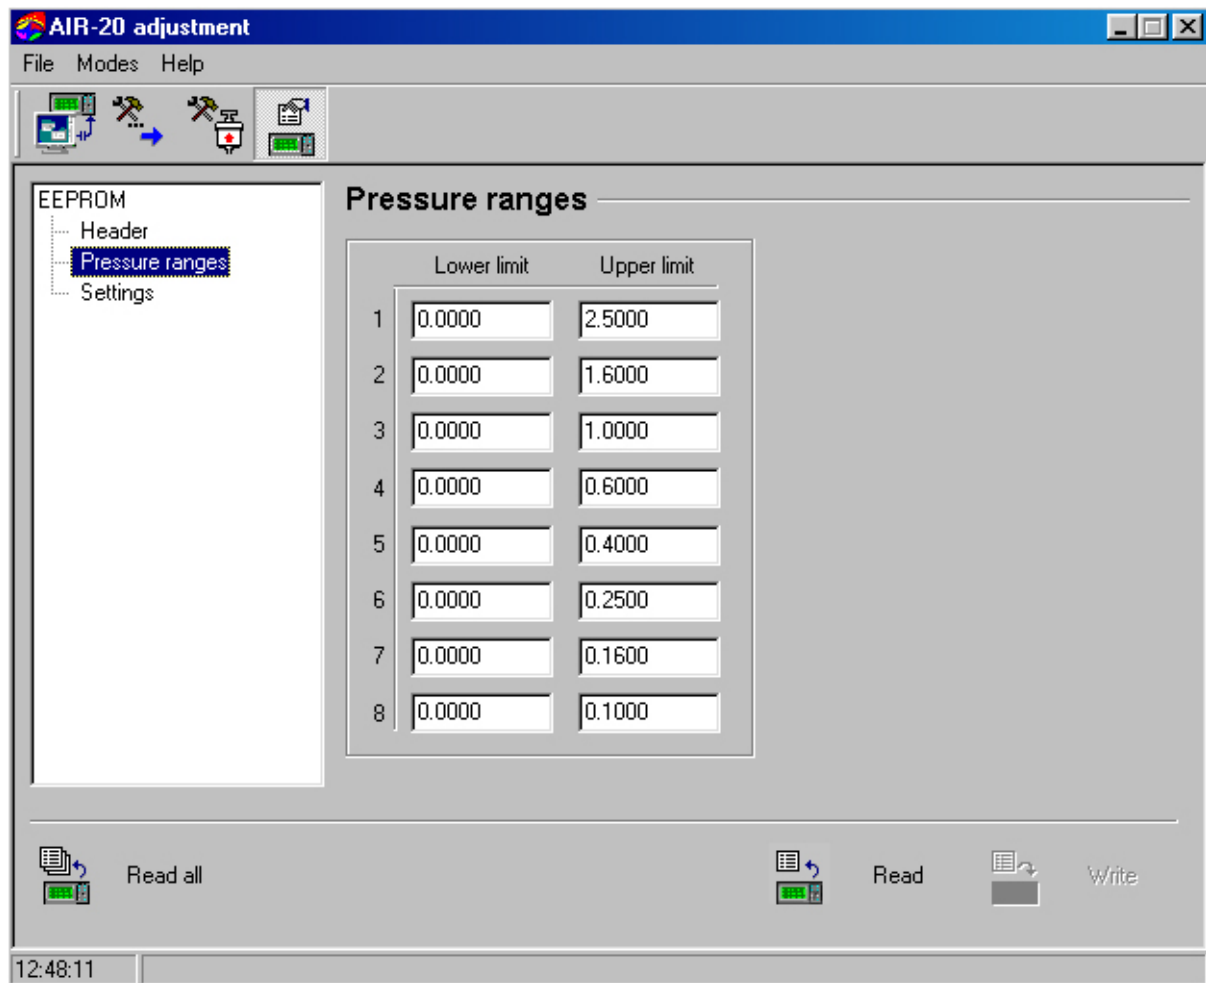 AIR-20 adjustment
File Modes Help
EEPROM
Header
Pressure ranges
Settings
Pressure ranges
Lower limit Upper limit
1 0.0000 2.5000
2 0.0000 1.6000
3 0.0000 1.0000
4 0.0000 0.6000
5 0.0000 0.4000
6 0.0000 0.2500
7 0.0000 0.1600
8 0.0000 0.1000
Read all Read Write
12:48:11